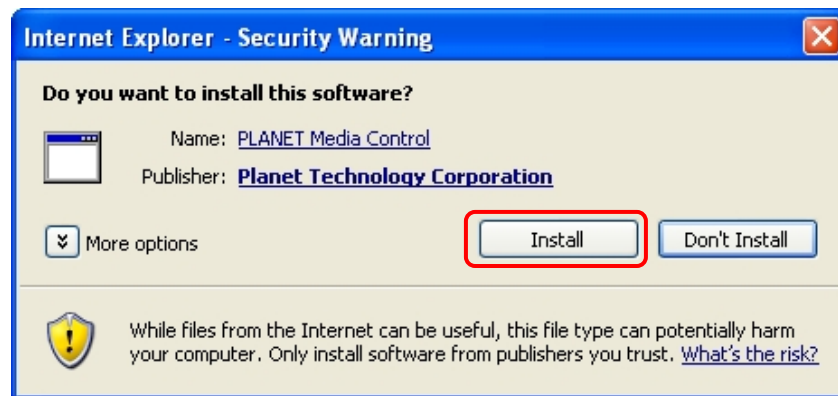 Internet Explorer - Security Warning
Do you want to install this software?
Name: PLANET Media Control
Publisher: Planet Technology Corporation
More options
Install
Don't Install
While files from the Internet can be useful, this file type can potentially harm
your computer. Only install software from publishers you trust. What's the risk?